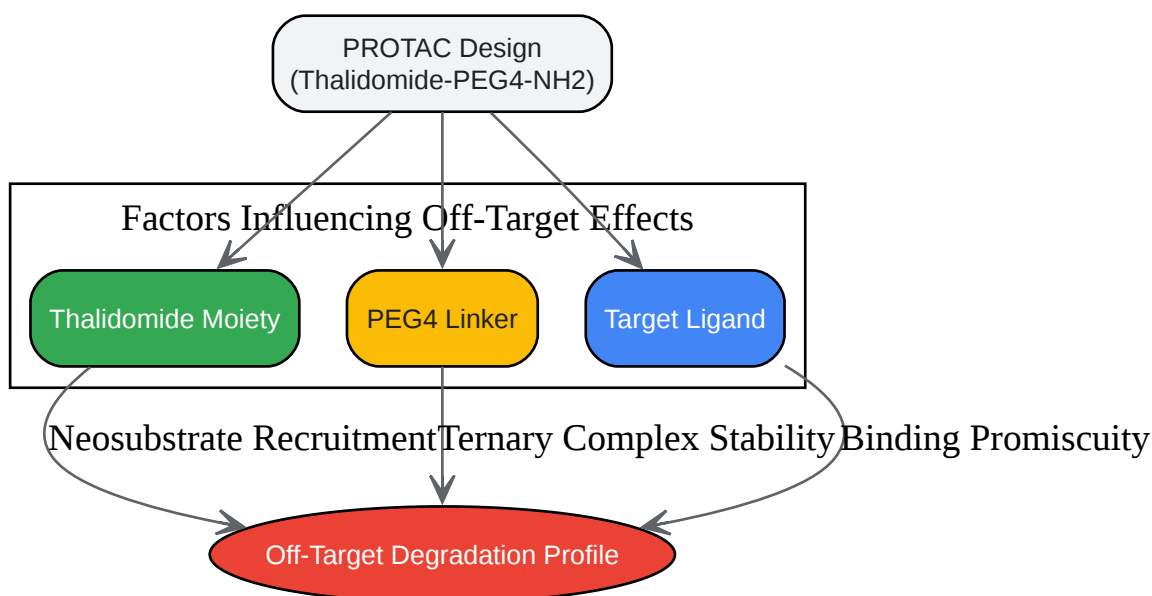 PROTAC Design
(Thalidomide-PEG4-NH2)
Factors Influencing Off-Target Effects
Thalidomide Moiety
PEG4 Linker
Target Ligand
Neosubstrate Recruitment
Ternary Complex Stability
Binding Promiscuity
Off-Target Degradation Profile